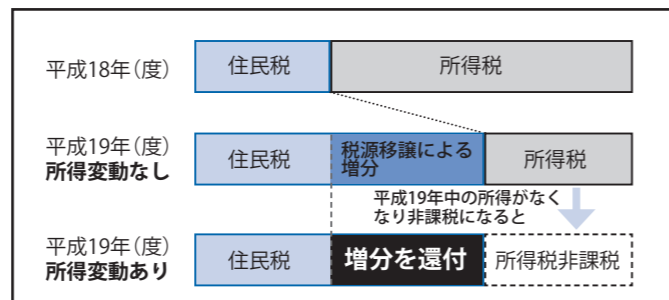 平成18年(度)
住民税
所得税
平成19年(度)
所得変動なし
住民税
税源移譲による
増分
所得税
平成19年中の所得がなく
なり非課税になると
平成19年(度)
所得変動あり
住民税
増分を還付
所得税非課税